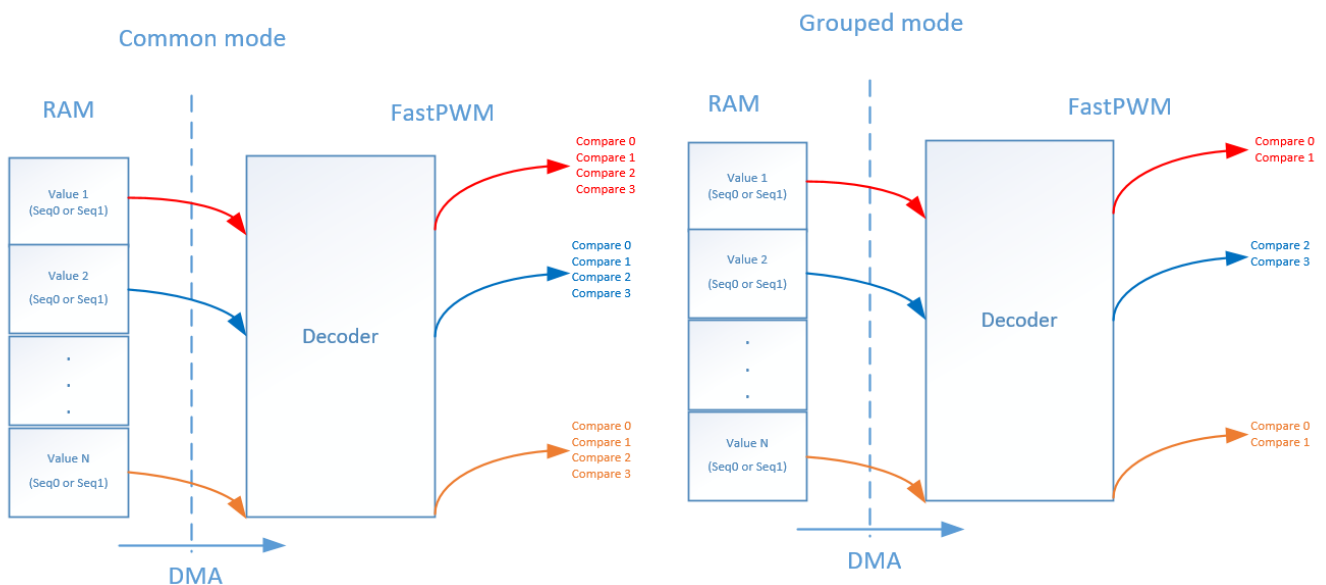 Common mode
RAM
FastPWM
Value 1
(Seq0 or Seq1)
Value 2
(Seq0 or Seq1)
.
.
.
Value N
(Seq0 or Seq1)
Decoder
Compare 0
Compare 1
Compare 2
Compare 3
Compare 0
Compare 1
Compare 2
Compare 3
Compare 0
Compare 1
Compare 2
Compare 3
DMA
Grouped mode
RAM
FastPWM
Value 1
(Seq0 or Seq1)
Value 2
(Seq0 or Seq1)
.
.
.
Value N
(Seq0 or Seq1)
Decoder
Compare 0
Compare 1
Compare 2
Compare 3
Compare 0
Compare 1
DMA